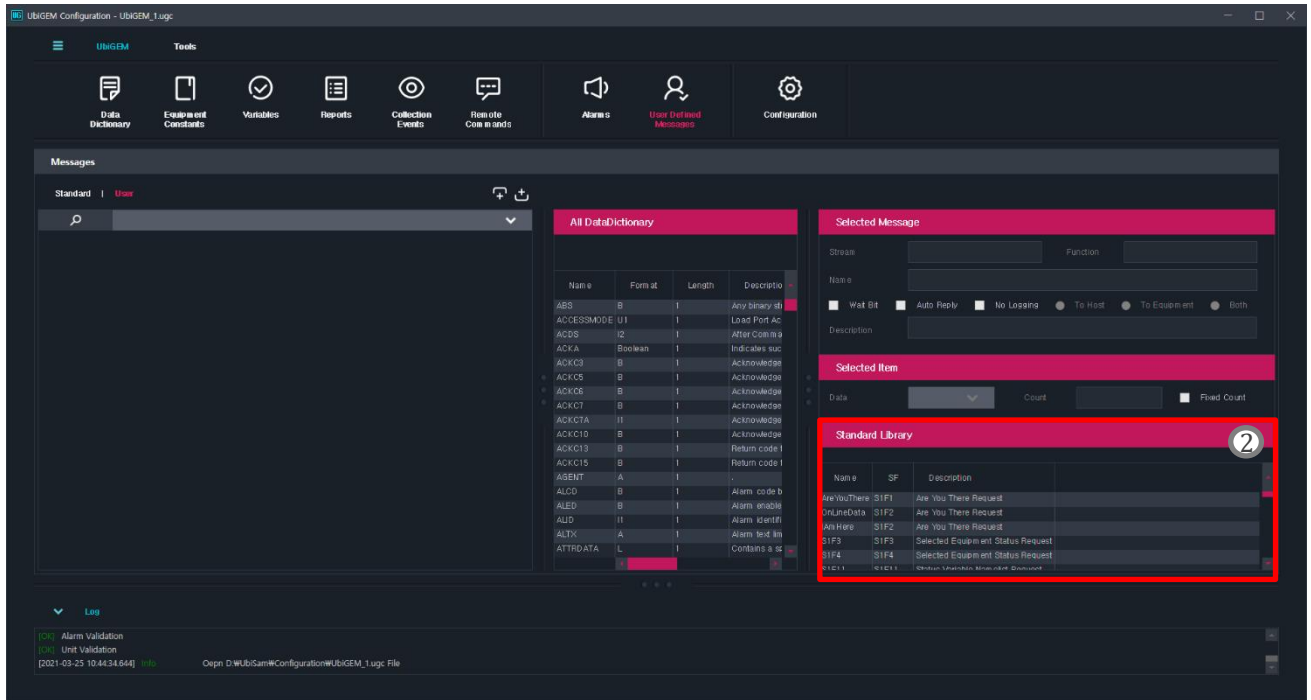 UG UbiGEM Configuration - UbiGEM_1.ugc
UbiGEM Tools
Data Dictionary
Equipment Constants
Variables
Reports
Collection Events
Remote Commands
Alarms
User Defined Messages
Configuration
Messages
Standard | User
All DataDictionary
Name Format Length Descriptio
ABS B 1 Any binary str
ACCESSMODE U1 1 Load Port Ac
ACDS I2 1 After Comma
ACKA Boolean 1 Indicates suc
ACKC3 B 1 Acknowledge
ACKC5 B 1 Acknowledge
ACKC6 B 1 Acknowledge
ACKC7 B 1 Acknowledge
ACKC7A I1 1 Acknowledge
ACKC10 B 1 Acknowledge
ACKC13 B 1 Return code f
ACKC15 B 1 Return code f
AGENT A 1 .
ALCD B 1 Alarm code b
ALED B 1 Alarm enable
ALID I1 1 Alarm identifi
ALTX A 1 Alarm text lim
ATTRDATA L 1 Contains a sp
Selected Message
Stream Function
Name
Wait Bit Auto Reply No Logging To Host To Equipment Both
Description
Selected Item
Data Count Fixed Count
Standard Library
2
Name SF Description
AreYouThere S1F1 Are You There Request
OnLineData S1F2 Are You There Request
IAmHere S1F2 Are You There Request
S1F3 S1F3 Selected Equipment Status Request
S1F4 S1F4 Selected Equipment Status Request
S1F11 S1F11 Status Variable Namelist Request
Log
[OK] Alarm Validation
[OK] Unit Validation
[2021-03-25 10:44:34.644] Info Oepn D:₩UbiSam₩Configuration₩UbiGEM_1.ugc File